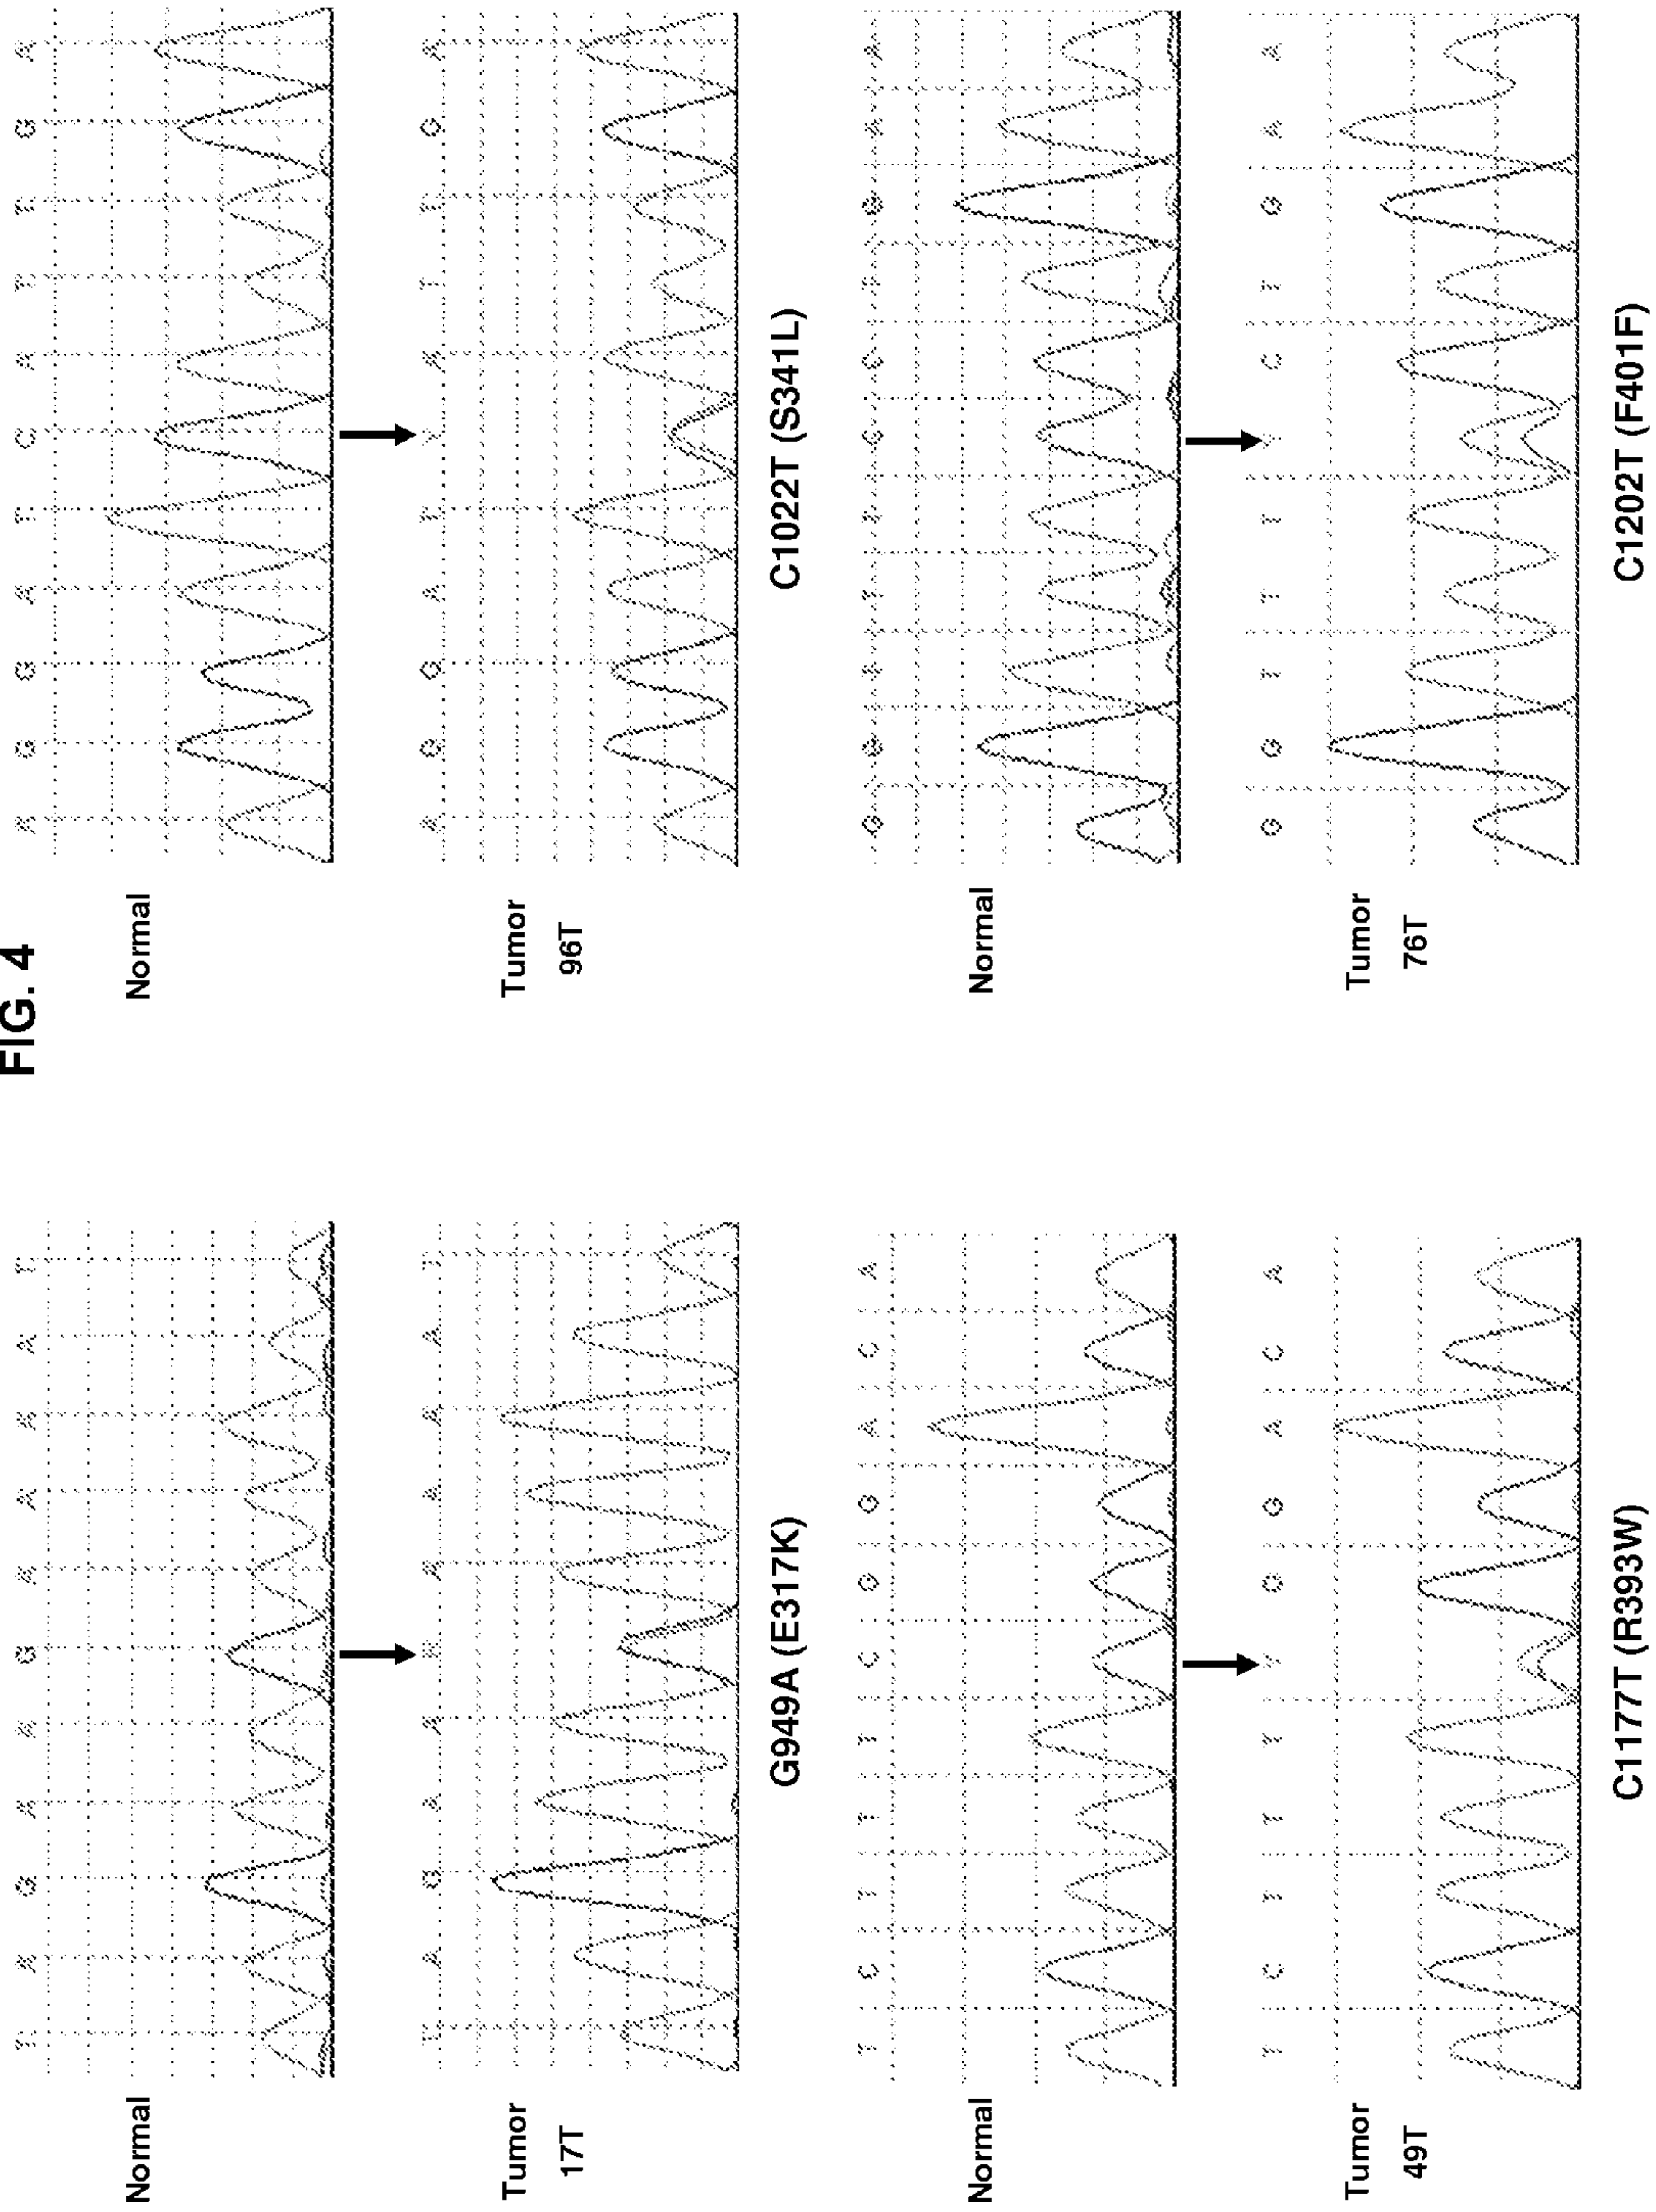 FIG. 4
Normal
T A G A A G A A A A T
Tumor
17T
T A G A A R A A A A T
G949A (E317K)
Normal
A G G A T C A T T G A
Tumor
96T
A G G A T Y A T T G A
C1022T (S341L)
Normal
T C T T T C G G A C A
Tumor
49T
T C T T T Y G G A C A
C1177T (R393W)
Normal
G G T T T C C T G A A
Tumor
76T
G G T T T Y C T G A A
C1202T (F401F)